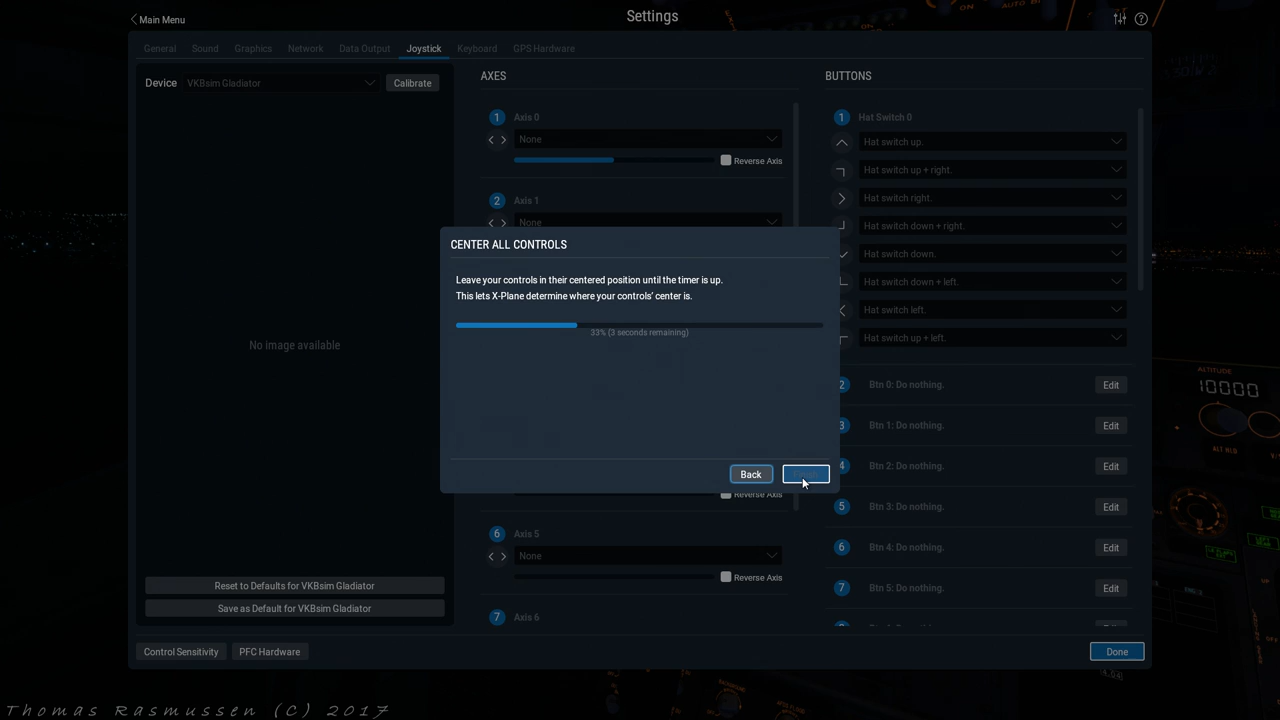 Main Menu
Settings
General
Sound
Graphics
Network
Data Output
Joystick
Keyboard
GPS Hardware
Device
VKBsim Gladiator
Calibrate
No image available
Reset to Defaults for VKBsim Gladiator
Save as Default for VKBsim Gladiator
AXES
1
Axis 0
None
Reverse Axis
2
Axis 1
None
CENTER ALL CONTROLS
Leave your controls in their centered position until the timer is up.
This lets X-Plane determine where your controls' center is.
33% (3 seconds remaining)
Back
Reverse Axis
6
Axis 5
None
Reverse Axis
7
Axis 6
BUTTONS
1
Hat Switch 0
Hat switch up.
Hat switch up + right.
Hat switch right.
Hat switch down + right.
Hat switch down.
Hat switch down + left.
Hat switch left.
Hat switch up + left.
2
Btn 0: Do nothing.
Edit
3
Btn 1: Do nothing.
Edit
4
Btn 2: Do nothing.
Edit
5
Btn 3: Do nothing.
Edit
6
Btn 4: Do nothing.
Edit
7
Btn 5: Do nothing.
Edit
Control Sensitivity
PFC Hardware
Done
ALTITUDE
10000
Thomas Rasmussen (C) 2017